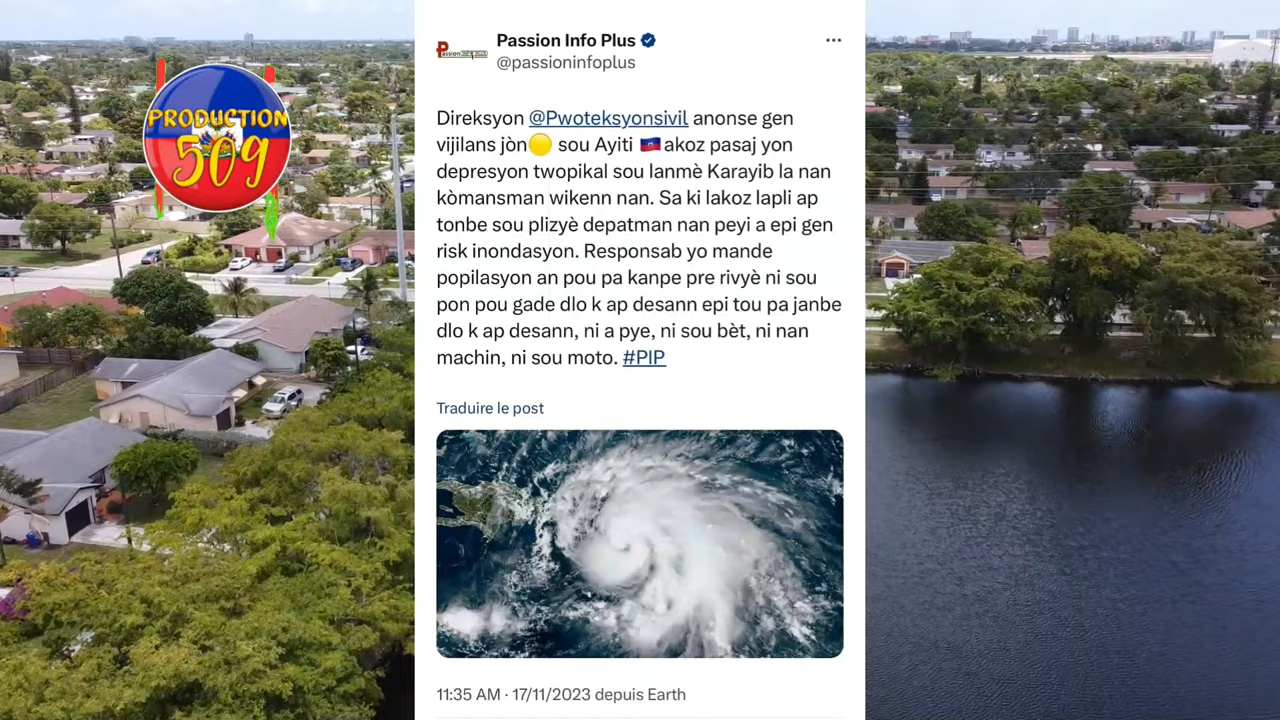 PRODUCTION
509
Passion Info Plus
Passion Info Plus
@passioninfoplus
Direksyon @Pwoteksyonsivil anonse gen
vijilans jòn🟡 sou Ayiti 🇭🇹akoz pasaj yon
depresyon twopikal sou lanmè Karayib la nan
kòmansman wikenn nan. Sa ki lakoz lapli ap
tonbe sou plizyè depatman nan peyi a epi gen
risk inondasyon. Responsab yo mande
popilasyon an pou pa kanpe pre rivyè ni sou
pon pou gade dlo k ap desann epi tou pa janbe
dlo k ap desann, ni a pye, ni sou bèt, ni nan
machin, ni sou moto. #PIP
Traduire le post
11:35 AM · 17/11/2023 depuis Earth